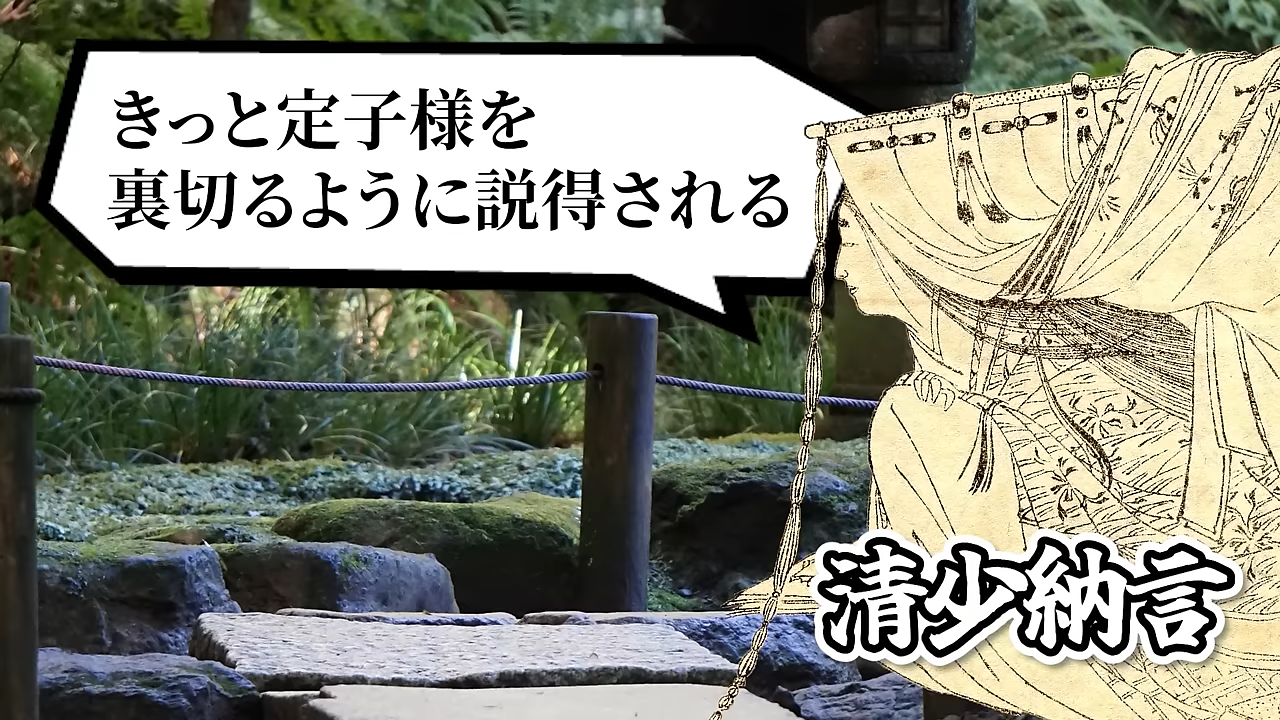 きっと定子様を
裏切るように説得される
清少納言